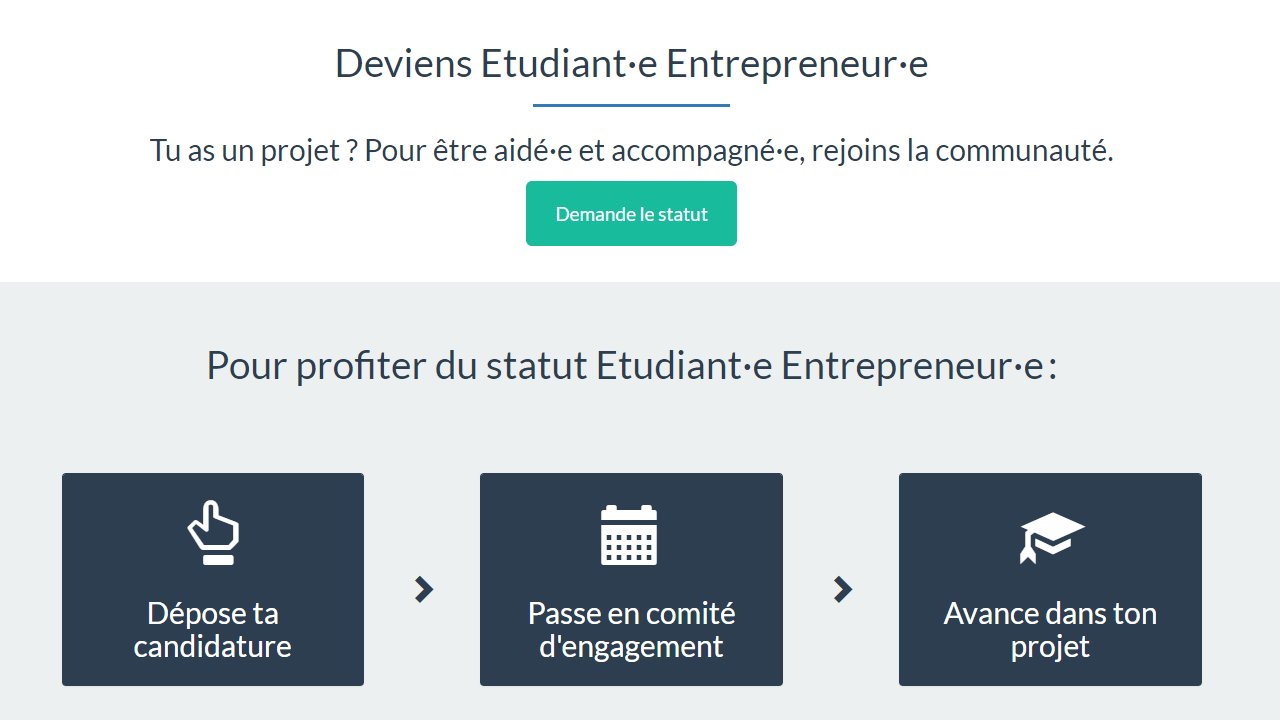 Deviens Etudiant·e Entrepreneur·e
Tu as un projet ? Pour être aidé·e et accompagné·e, rejoins la communauté.
Demande le statut
Pour profiter du statut Etudiant·e Entrepreneur·e :
Dépose ta
candidature
Passe en comité
d'engagement
Avance dans ton
projet